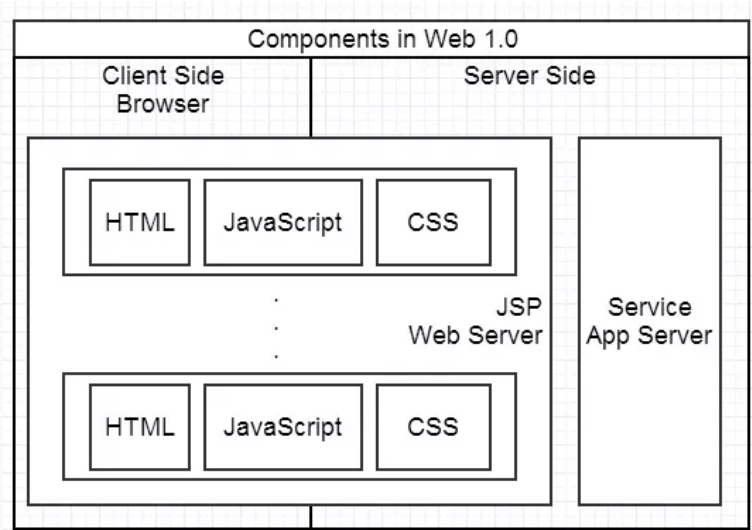 Components in Web 1.0
Client Side
Browser
Server Side
HTML
JavaScript
CSS
JSP
Web Server
Service
App Server
HTML
JavaScript
CSS